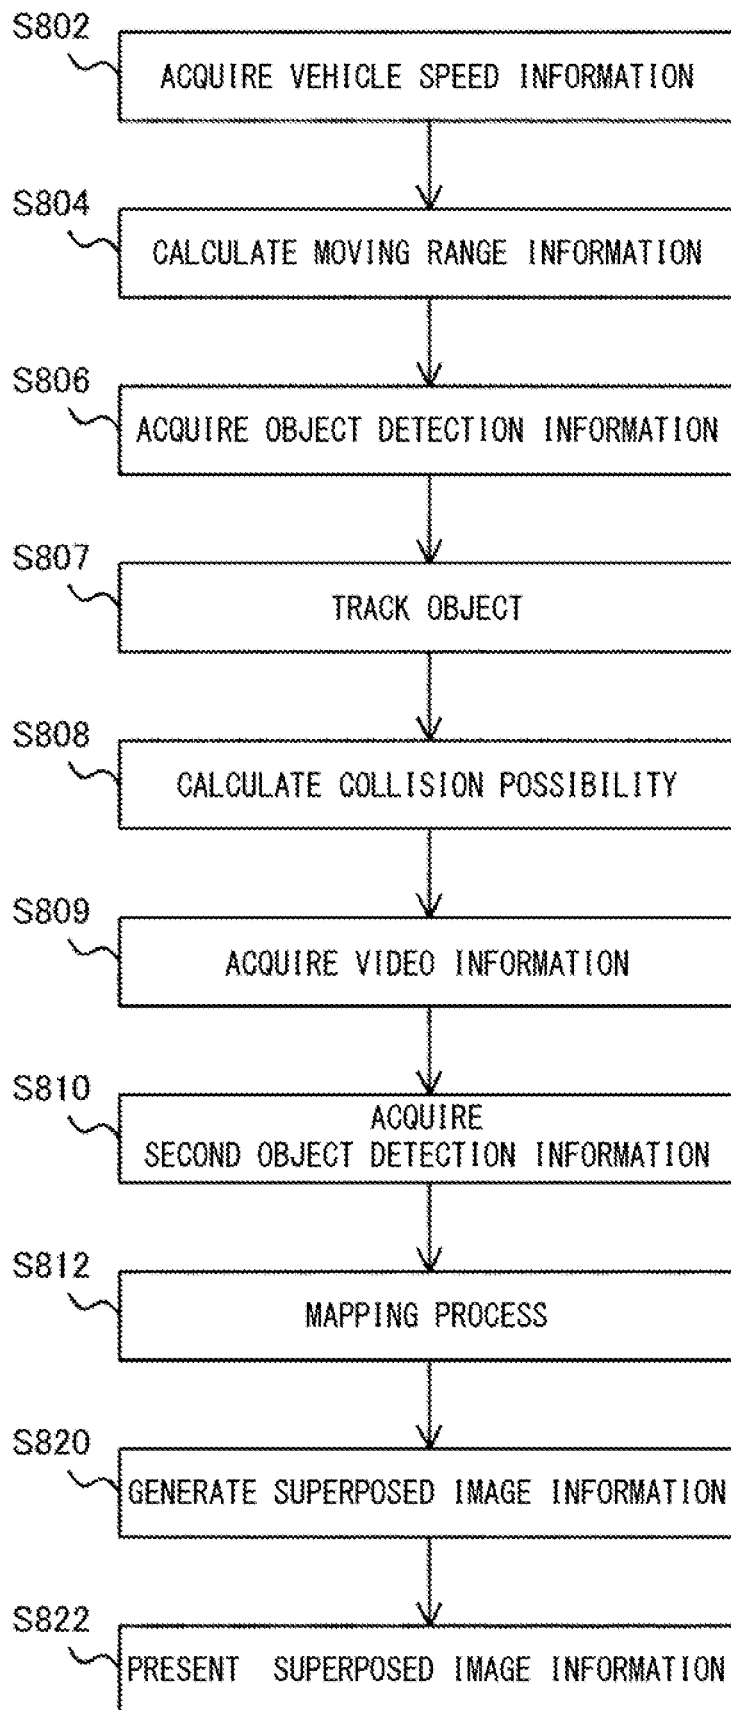 S802
ACQUIRE VEHICLE SPEED INFORMATION
S804
CALCULATE MOVING RANGE INFORMATION
S806
ACQUIRE OBJECT DETECTION INFORMATION
S807
TRACK OBJECT
S808
CALCULATE COLLISION POSSIBILITY
S809
ACQUIRE VIDEO INFORMATION
S810
ACQUIRE
SECOND OBJECT DETECTION INFORMATION
S812
MAPPING PROCESS
S820
GENERATE SUPERPOSED IMAGE INFORMATION
S822
PRESENT SUPERPOSED IMAGE INFORMATION